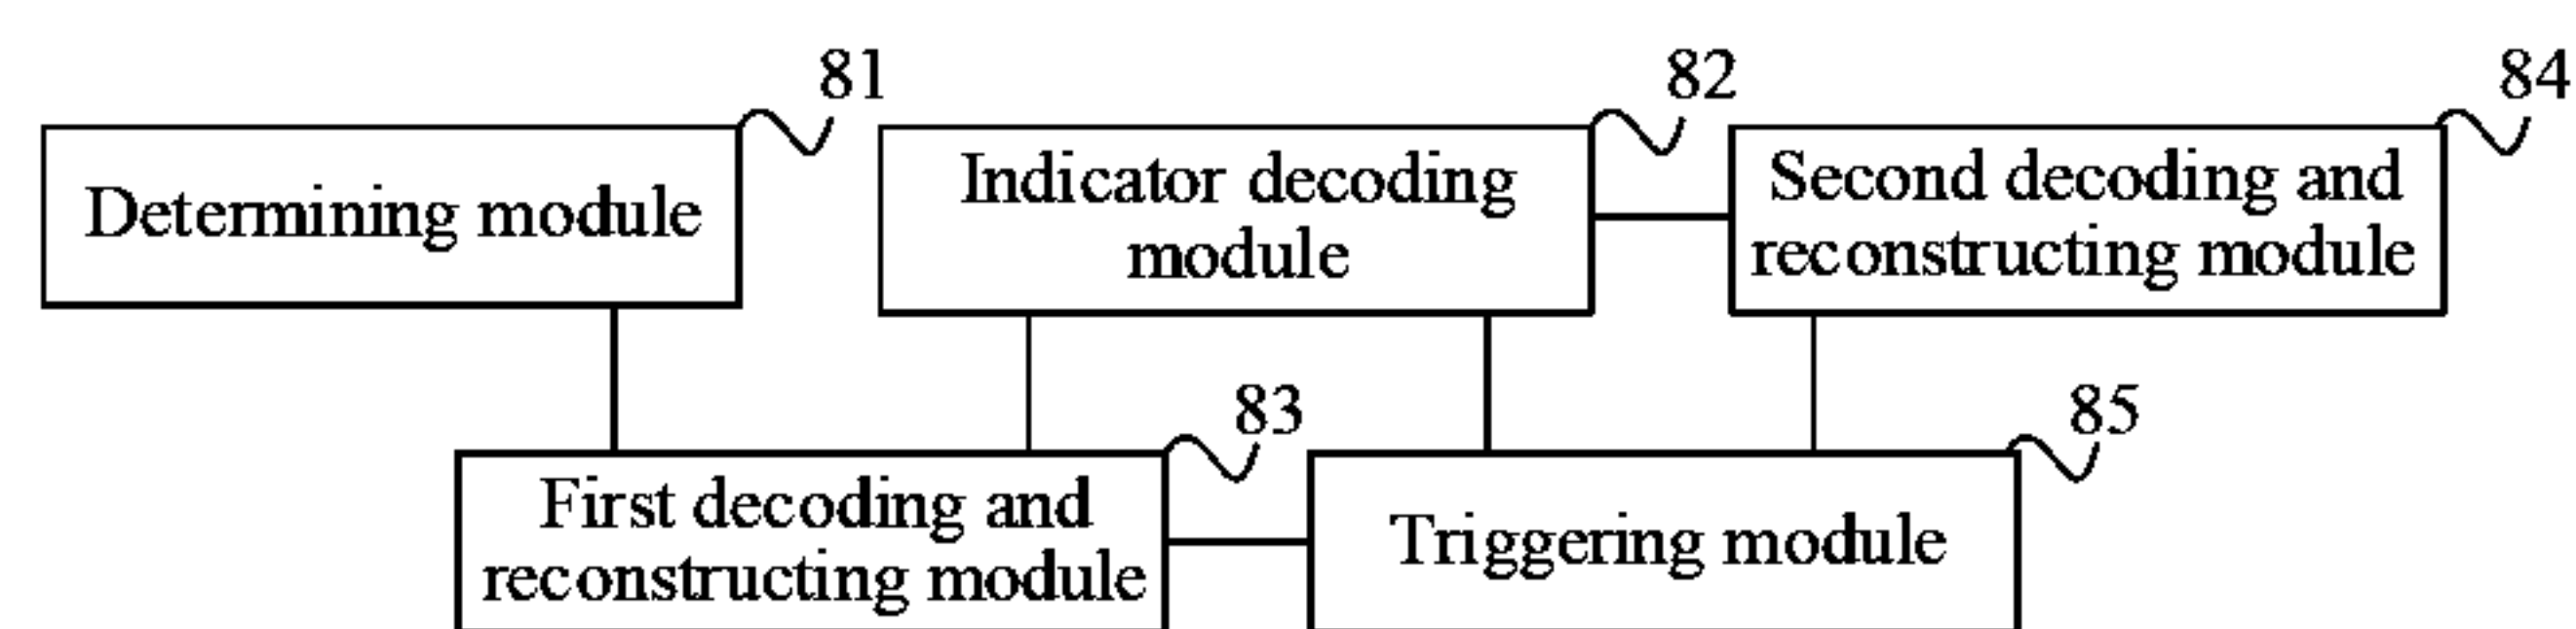 81
82
84
Determining module
Indicator decoding
module
Second decoding and
reconstructing module
83
85
First decoding and
reconstructing module
Triggering module